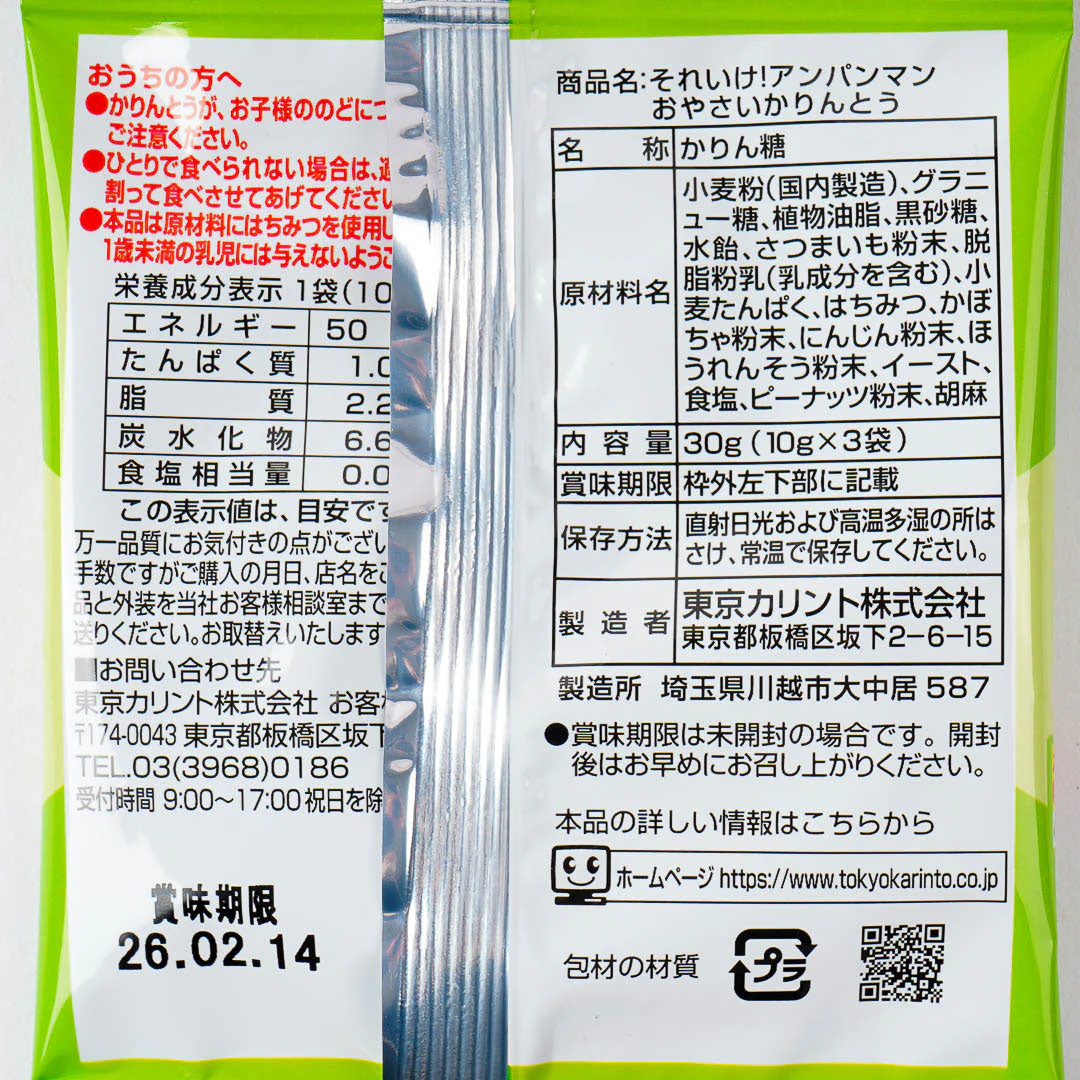 おうちの方へ
●かりんとうが、お子様ののどにつ
ご注意ください。
●ひとりで食べられない場合は、適
割って食べさせてあげてくださ
●本品は原材料にはちみつを使用し
1歳未満の乳児には与えないよう
栄養成分表示 1袋(10
エネルギー 50
たんぱく質 1.0
脂質 2.2
炭水化物 6.6
食塩相当量 0.0
この表示値は、目安です
万一品質にお気付きの点がござい
手数ですがご購入の月日、店名をご
品と外装を当社お客様相談室まで
送りください。お取替えいたします
■お問い合わせ先
東京カリント株式会社 お客
〒174-0043 東京都板橋区坂下
TEL.03(3968)0186
受付時間 9:00〜17:00 祝日を除
賞味期限
26.02.14
商品名:それいけ!アンパンマン
おやさいかりんとう
名称 かりん糖
原材料名 小麦粉(国内製造)、グラニ
ュー糖、植物油脂、黒砂糖、
水飴、さつまいも粉末、脱
脂粉乳(乳成分を含む)、小
麦たんぱく、はちみつ、かぼ
ちゃ粉末、にんじん粉末、ほ
うれんそう粉末、イースト、
食塩、ピーナッツ粉末、胡麻
内容量 30g(10g×3袋)
賞味期限 枠外左下部に記載
保存方法 直射日光および高温多湿の所は
さけ、常温で保存してください。
製造者 東京カリント株式会社
東京都板橋区坂下2-6-15
製造所 埼玉県川越市大中居587
●賞味期限は未開封の場合です。開封
後はお早めにお召し上がりください。
本品の詳しい情報はこちらから
ホームページ https://www.tokyokarinto.co.jp
包材の材質 プラ